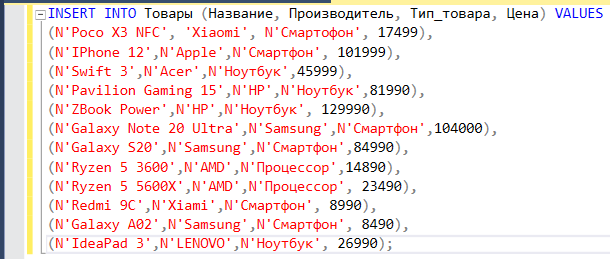 INSERT INTO Товары (Название, Производитель, Тип_товара, Цена) VALUES
(N'Poco X3 NFC', 'Xiaomi', N'Смартофон', 17499),
(N'IPhone 12',N'Apple',N'Смартфон', 101999),
(N'Swift 3',N'Acer',N'Ноутбук',45999),
(N'Pavilion Gaming 15',N'HP',N'Ноутбук',81990),
(N'ZBook Power',N'HP',N'Ноутбук', 129990),
(N'Galaxy Note 20 Ultra',N'Samsung',N'Смартфон',104000),
(N'Galaxy S20',N'Samsung',N'Смартфон',84990),
(N'Ryzen 5 3600',N'AMD',N'Процессор',14890),
(N'Ryzen 5 5600X',N'AMD',N'Процессор', 23490),
(N'Redmi 9C',N'Xiami',N'Смартфон', 8990),
(N'Galaxy A02',N'Samsung',N'Смартфон', 8490),
(N'IdeaPad 3',N'LENOVO',N'Ноутбук', 26990);